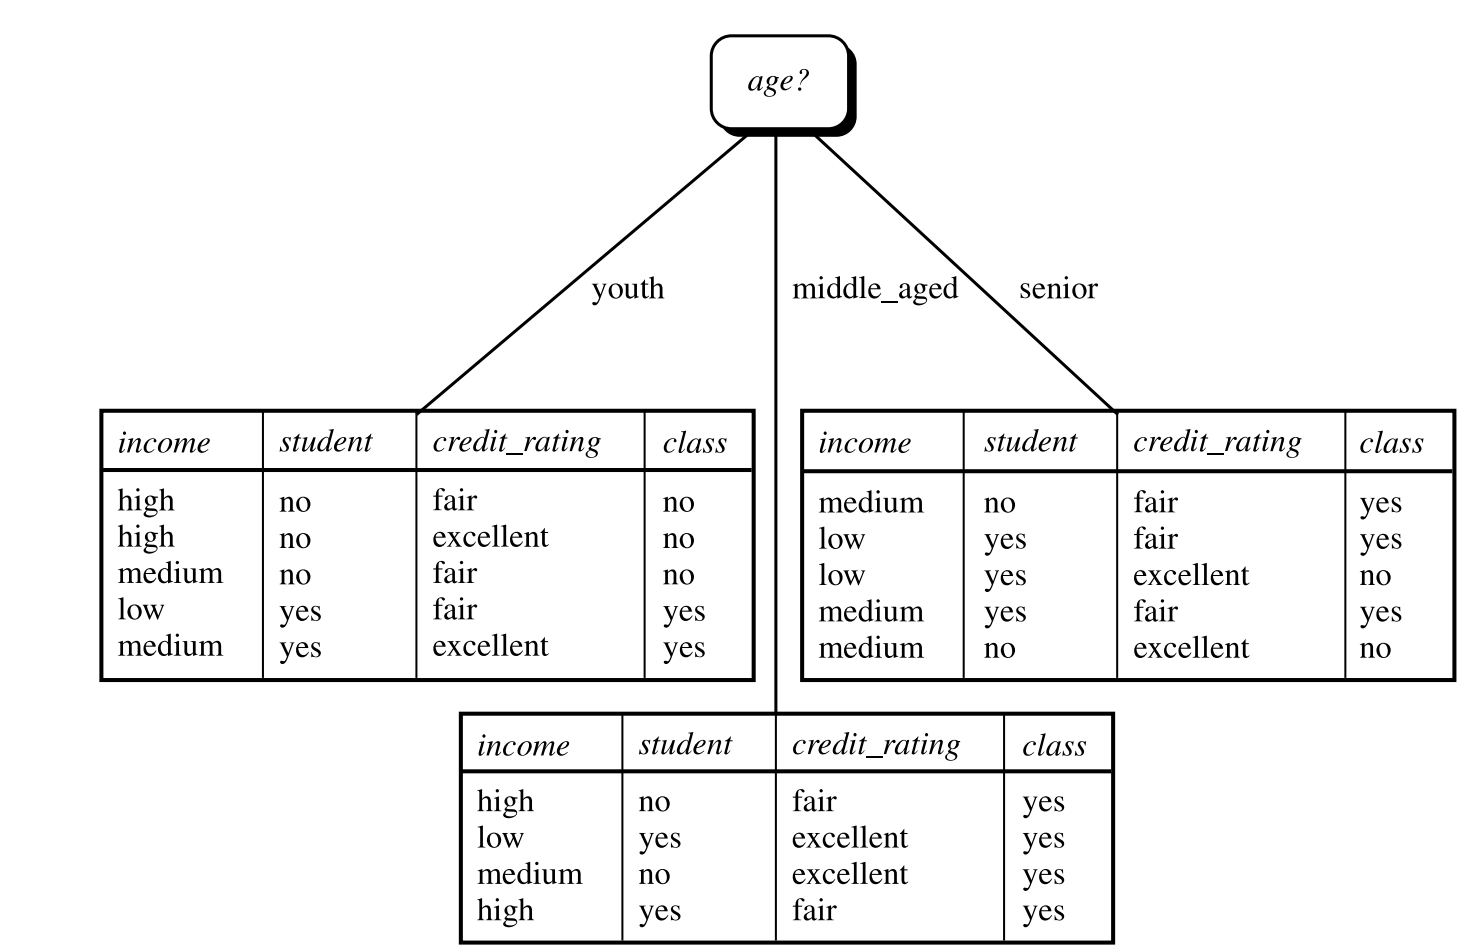 age?
youth
middle_aged
senior
income student credit_rating class
high no fair no
high no excellent no
medium no fair no
low yes fair yes
medium yes excellent yes
income student credit_rating class
medium no fair yes
low yes fair yes
low yes excellent no
medium yes fair yes
medium no excellent no
income student credit_rating class
high no fair yes
low yes excellent yes
medium no excellent yes
high yes fair yes